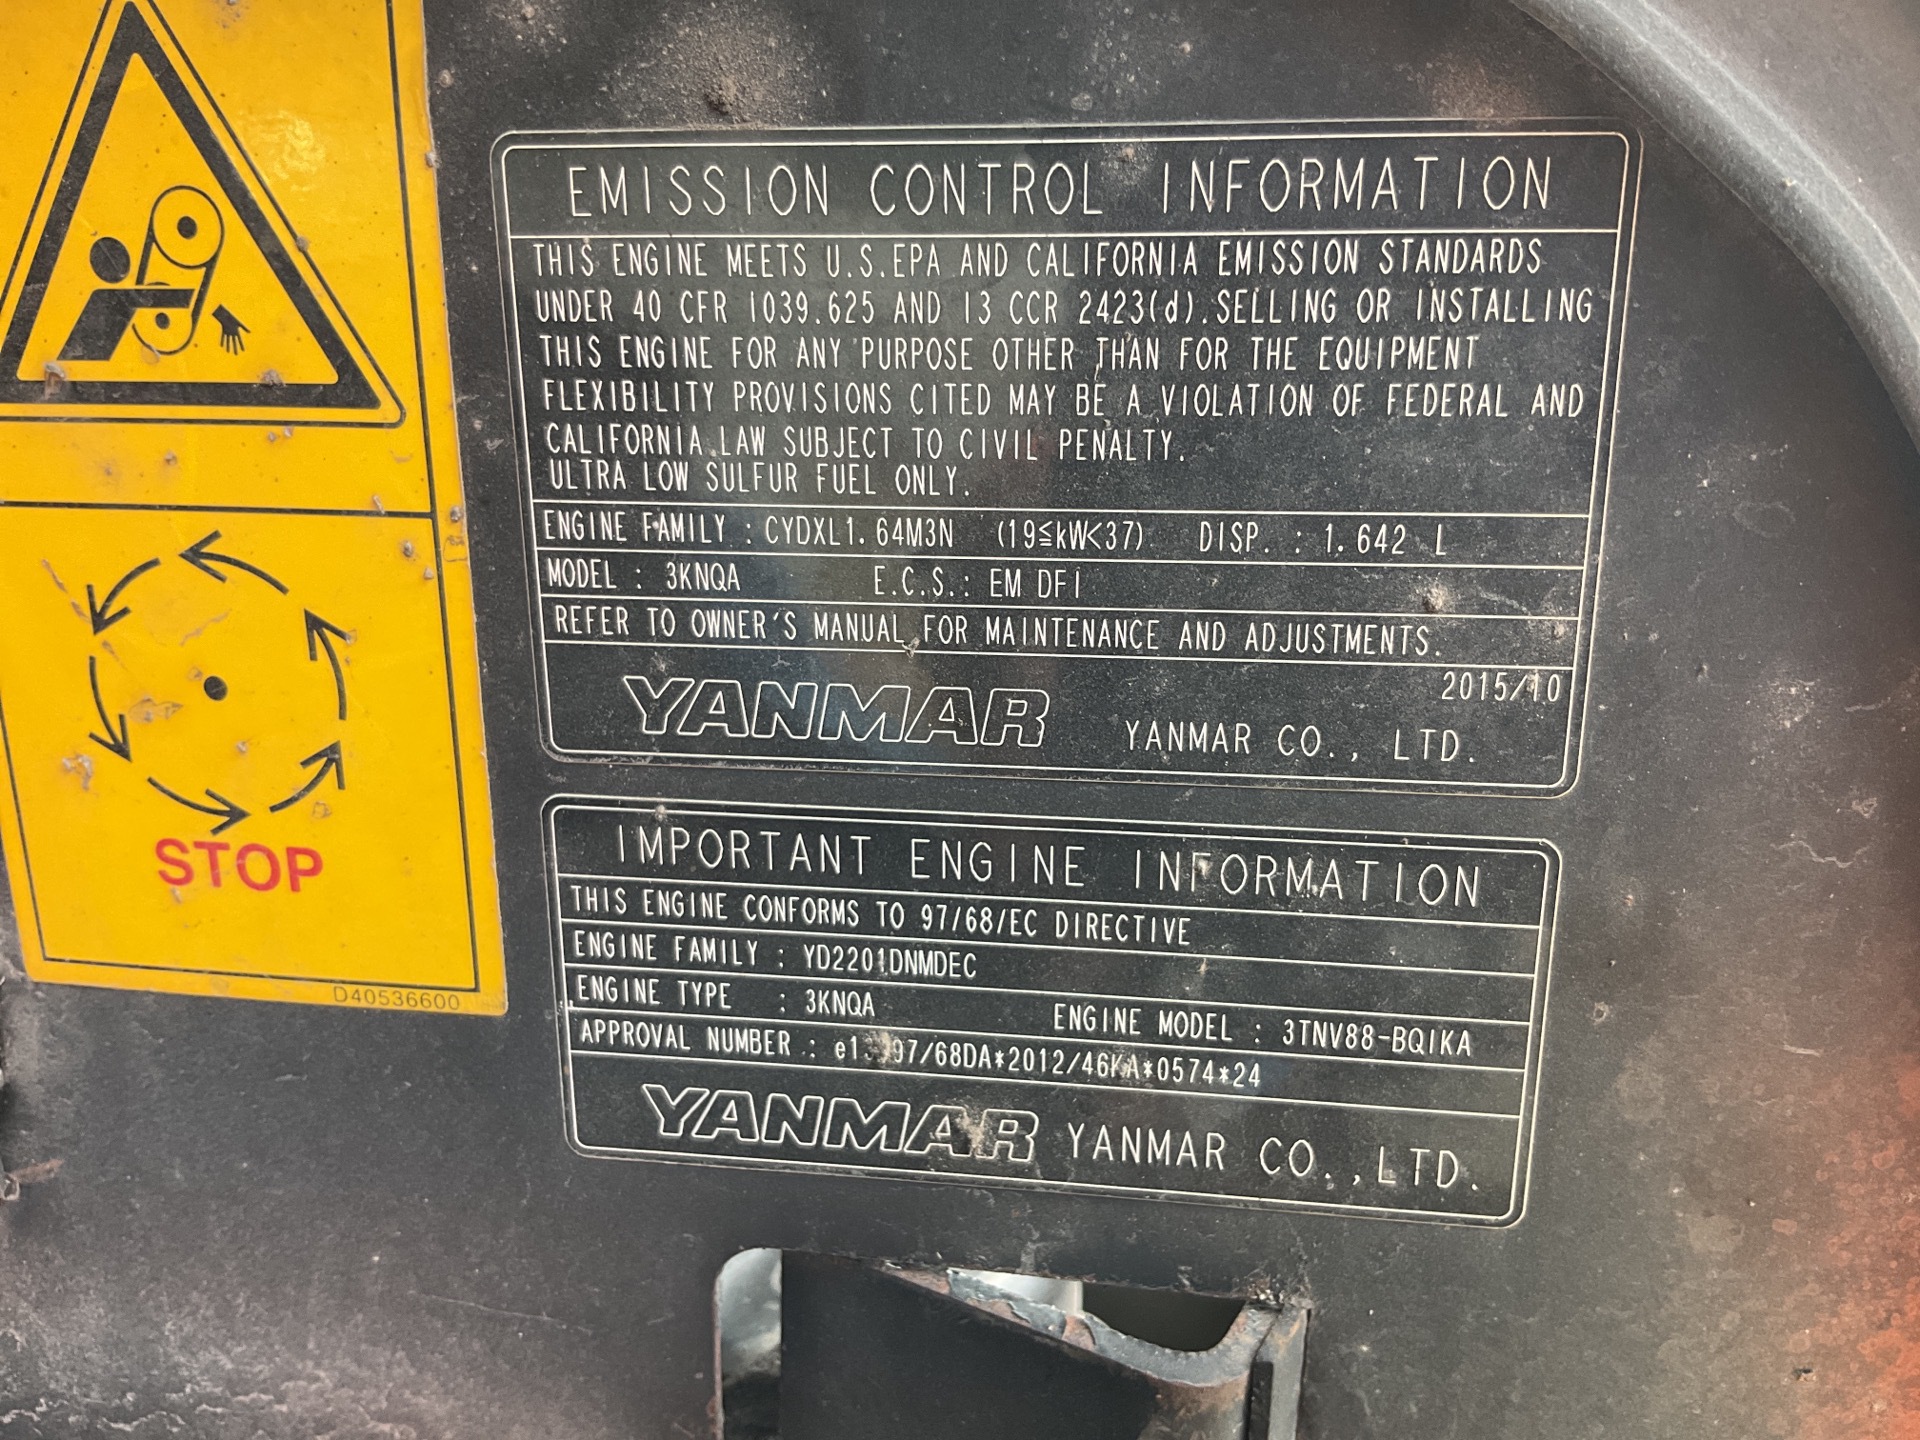 EMISSION CONTROL INFORMATION
THIS ENGINE MEETS U.S.EPA AND CALIFORNIA EMISSION STANDARDS
UNDER 40 CFR 1039.625 AND 13 CCR 2423(d).SELLING OR INSTALLING
THIS ENGINE FOR ANY PURPOSE OTHER THAN FOR THE EQUIPMENT
FLEXIBILITY PROVISIONS CITED MAY BE A VIOLATION OF FEDERAL AND
CALIFORNIA LAW SUBJECT TO CIVIL PENALTY.
ULTRA LOW SULFUR FUEL ONLY.
ENGINE FAMILY : CYDXL1.64M3N (19≦kW<37) DISP. : 1.642 L
MODEL : 3KNQA E.C.S.: EM DFI
REFER TO OWNER'S MANUAL FOR MAINTENANCE AND ADJUSTMENTS.
2015/10
YANMAR YANMAR CO., LTD.
IMPORTANT ENGINE INFORMATION
THIS ENGINE CONFORMS TO 97/68/EC DIRECTIVE
ENGINE FAMILY : YD2201DNMDEC
ENGINE TYPE : 3KNQA ENGINE MODEL : 3TNV88-BQIKA
APPROVAL NUMBER :
YANMAR YANMAR CO.,LTD.
STOP
D40536600